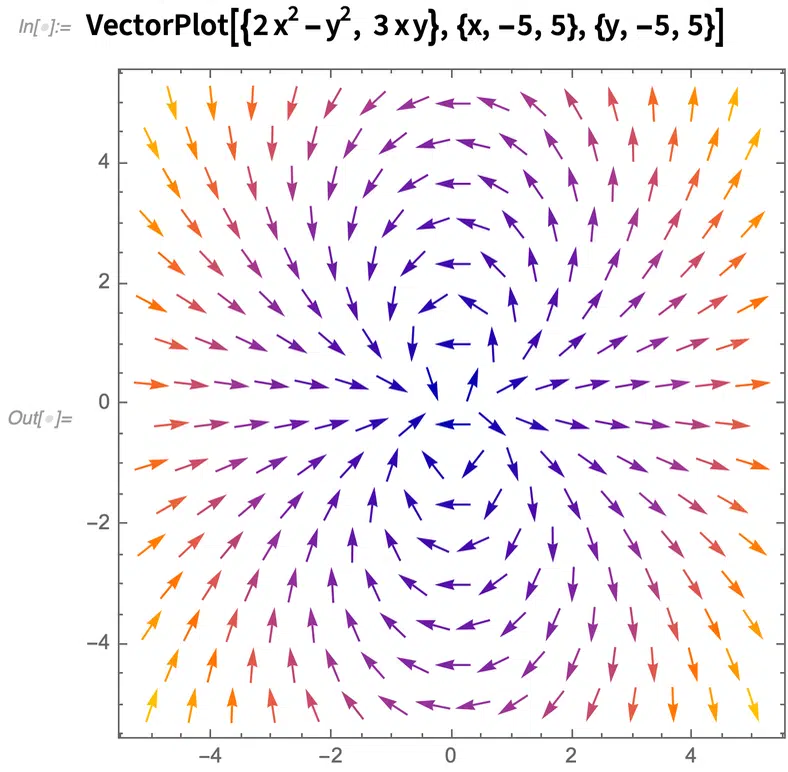 In[•]:= VectorPlot[{2 x² − y², 3 x y}, {x, −5, 5}, {y, −5, 5}]
4
2
Out[•]=
0
−2
−4
−4 −2 0 2 4